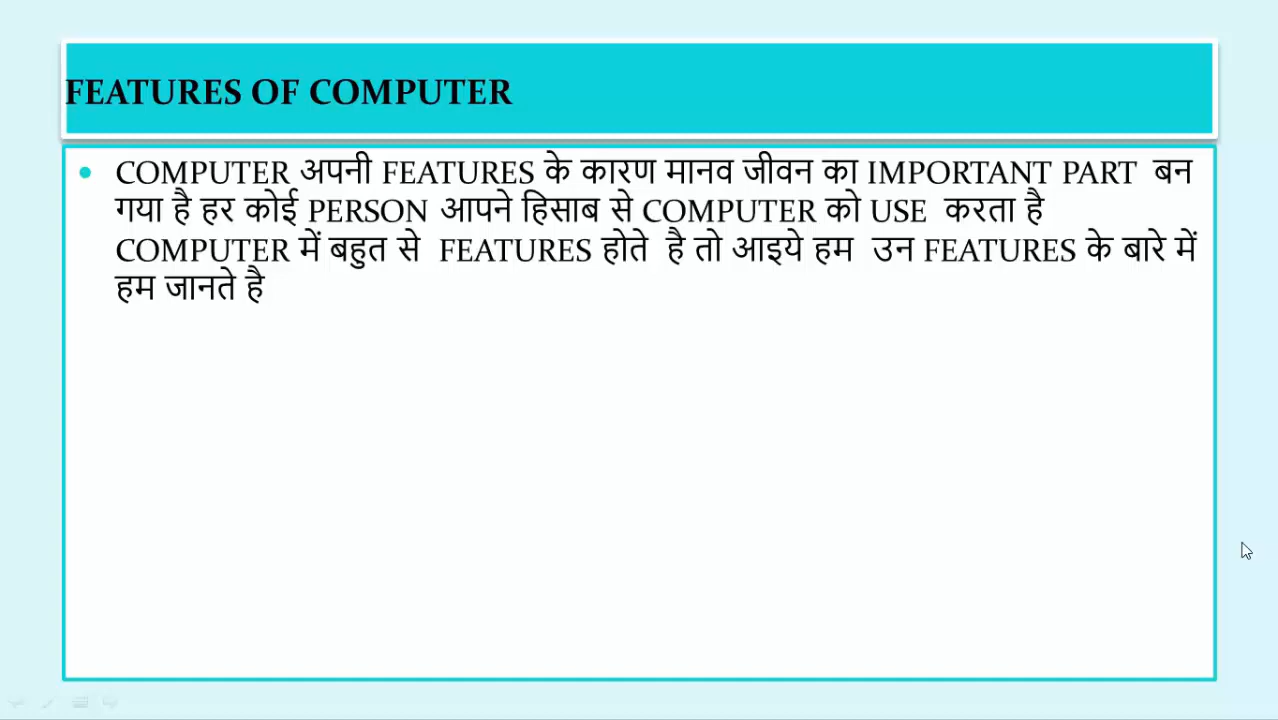 FEATURES OF COMPUTER
COMPUTER अपनी FEATURES के कारण मानव जीवन का IMPORTANT PART बन
गया है हर कोई PERSON आपने हिसाब से COMPUTER को USE करता है
COMPUTER में बहुत से FEATURES होते है तो आइये हम उन FEATURES के बारे में
हम जानते है